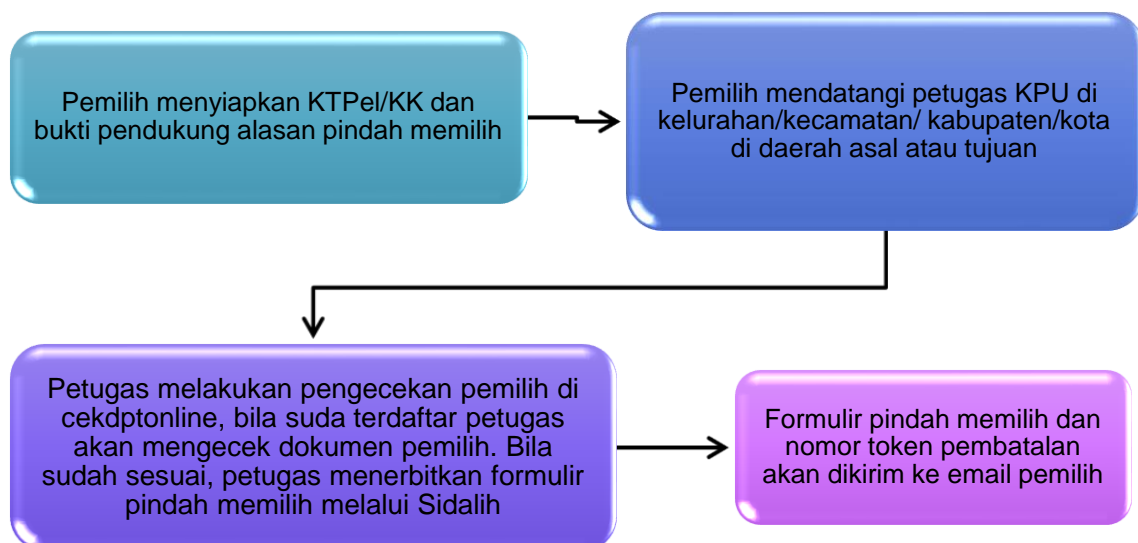 Pemilih menyiapkan KTPel/KK dan
bukti pendukung alasan pindah memilih
Pemilih mendatangi petugas KPU di
kelurahan/kecamatan/ kabupaten/kota
di daerah asal atau tujuan
Petugas melakukan pengecekan pemilih di
cekdptonline, bila suda terdaftar petugas
akan mengecek dokumen pemilih. Bila
sudah sesuai, petugas menerbitkan formulir
pindah memilih melalui Sidalih
Formulir pindah memilih dan
nomor token pembatalan
akan dikirim ke email pemilih